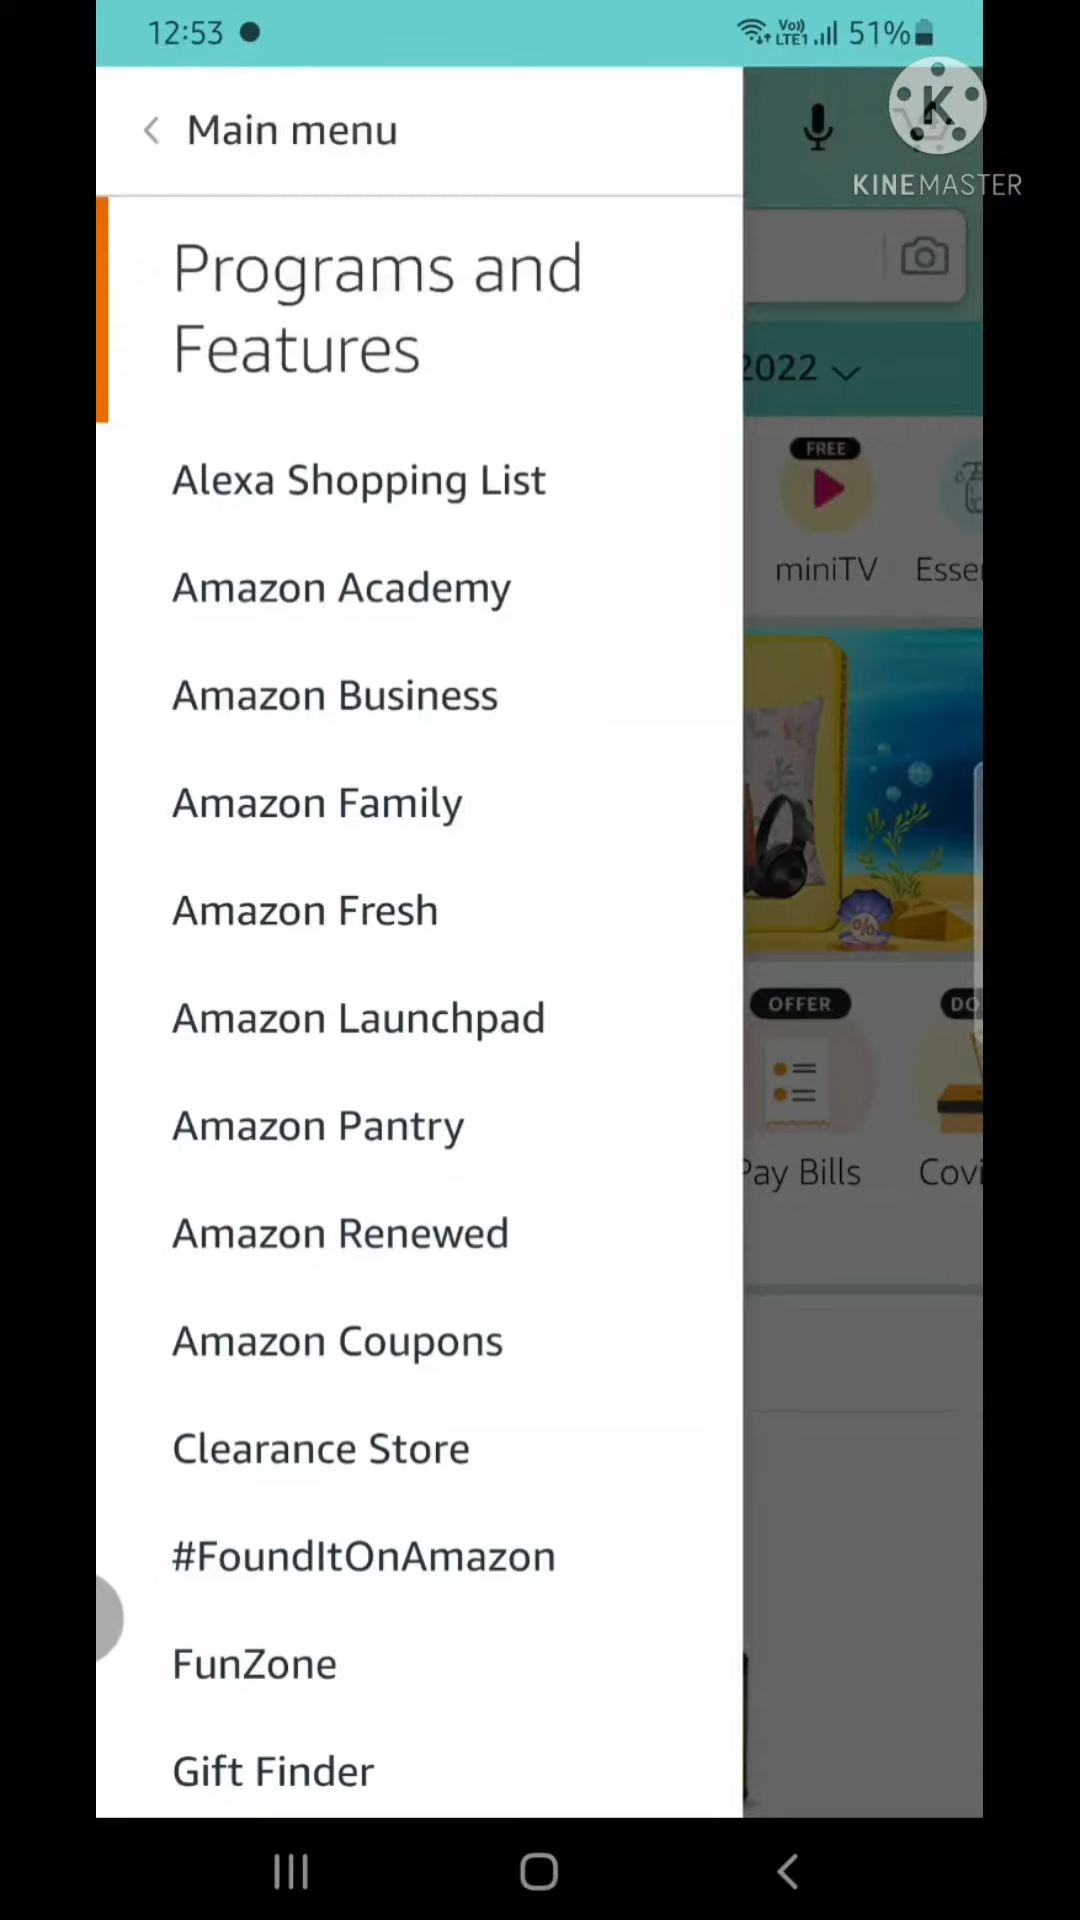 12:53
Vo)) LTE1 51%
Main menu
KINEMASTER
Programs and
Features
2022
Alexa Shopping List
FREE
miniTV
Amazon Academy
Amazon Business
Amazon Family
Amazon Fresh
%
Amazon Launchpad
OFFER
Amazon Pantry
Pay Bills
Amazon Renewed
Amazon Coupons
Clearance Store
#FoundItOnAmazon
FunZone
Gift Finder